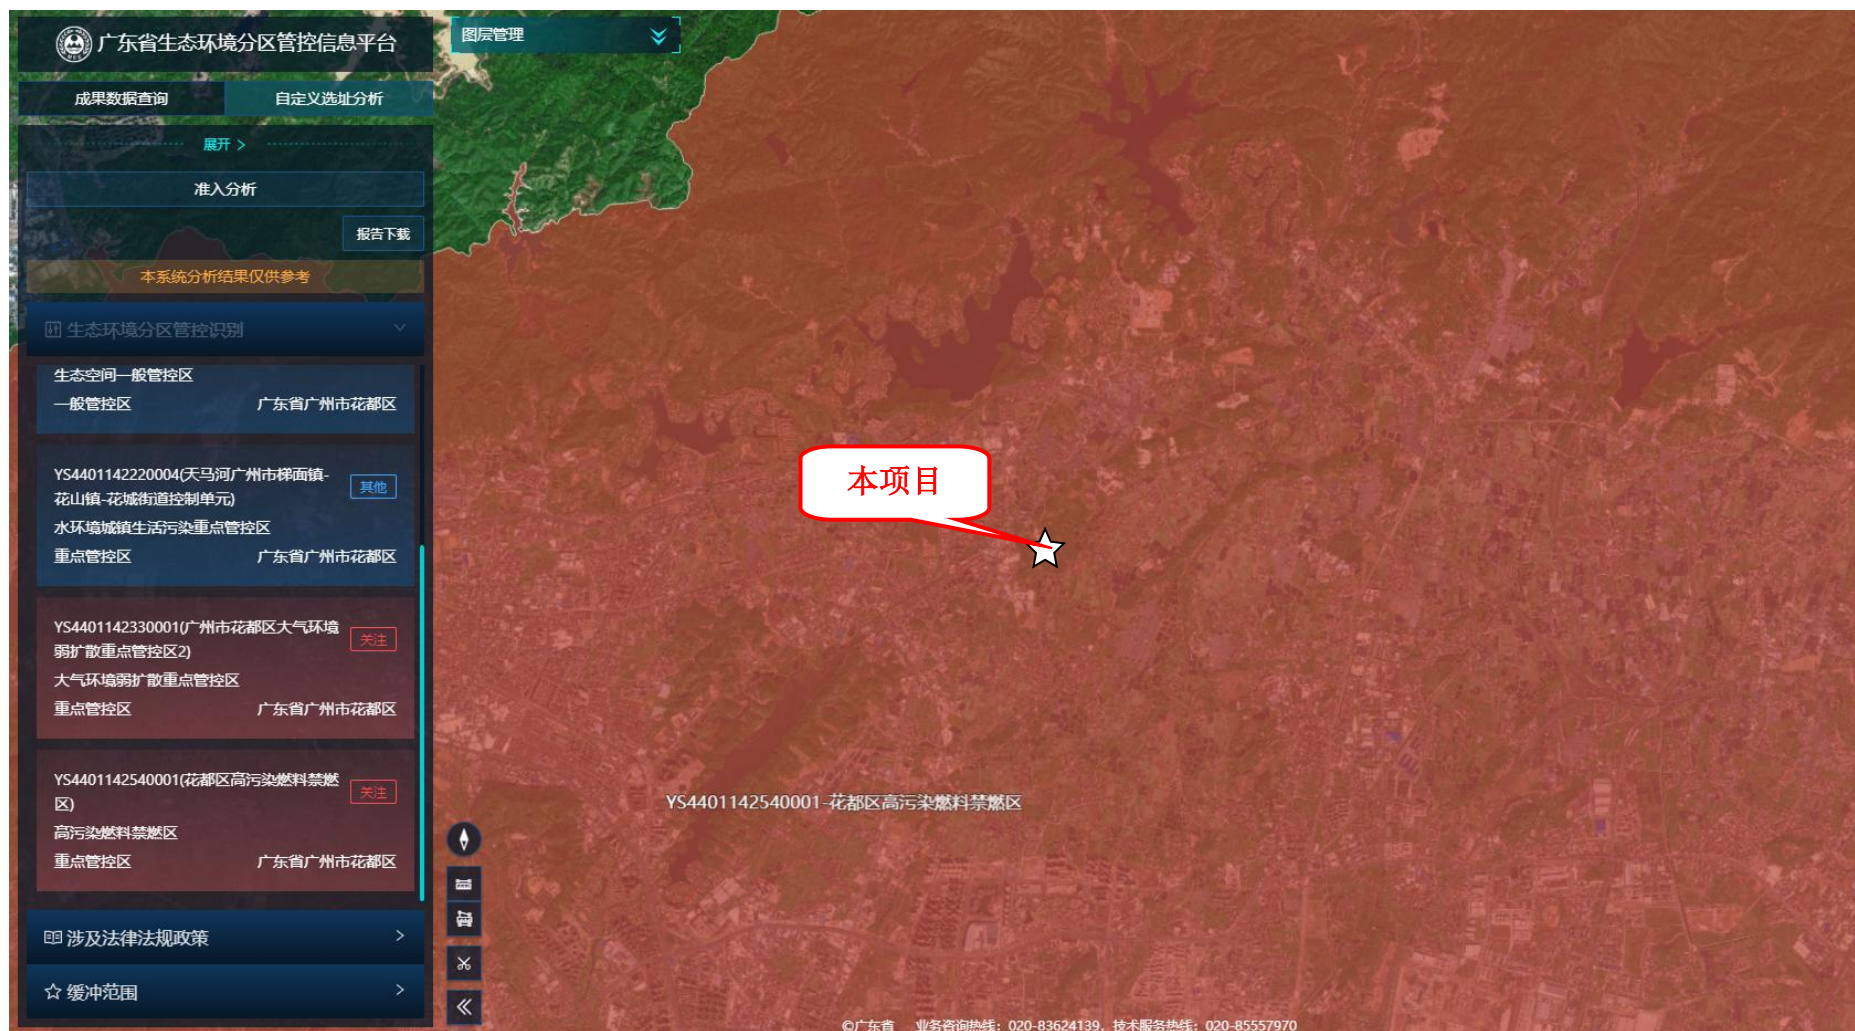 广东省生态环境分区管控信息平台
成果数据查询
自定义选址分析
展开 >
准入分析
报告下载
本系统分析结果仅供参考
生态环境分区管控识别
生态空间一般管控区
一般管控区 广东省广州市花都区
YS4401142220004(天马河广州市梯面镇-
花山镇-花城街道控制单元)
其他
水环境城镇生活污染重点管控区
重点管控区 广东省广州市花都区
YS4401142330001(广州市花都区大气环境
弱扩散重点管控区2)
关注
大气环境弱扩散重点管控区
重点管控区 广东省广州市花都区
YS4401142540001(花都区高污染燃料禁燃
区)
关注
高污染燃料禁燃区
重点管控区 广东省广州市花都区
涉及法律法规政策
缓冲范围
图层管理
本项目
YS4401142540001-花都区高污染燃料禁燃区
©广东省 业务咨询热线：020-83624139，技术服务热线：020-85557970